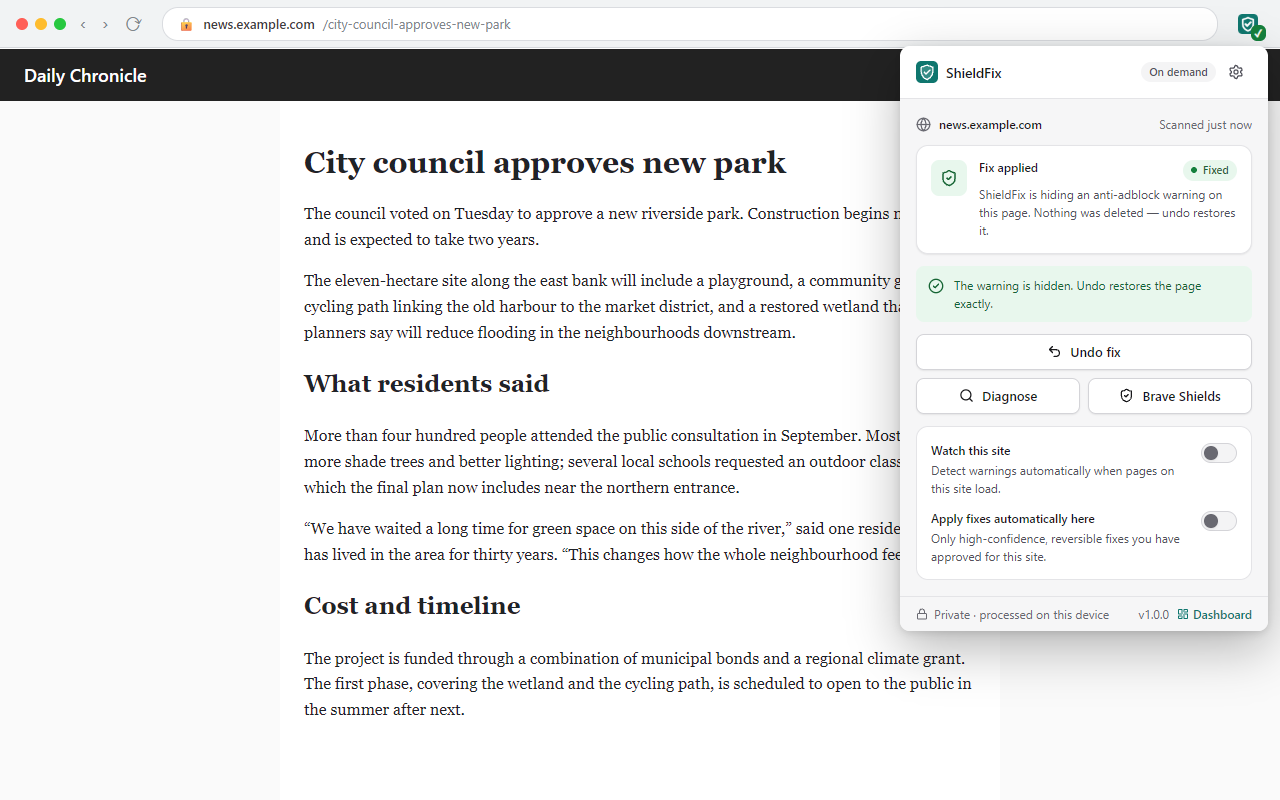 news.example.com /city-council-approves-new-park
Daily Chronicle
City council approves new park
The council voted on Tuesday to approve a new riverside park. Construction begins
and is expected to take two years.
The eleven-hectare site along the east bank will include a playground, a community
cycling path linking the old harbour to the market district, and a restored wetland
planners say will reduce flooding in the neighbourhoods downstream.
What residents said
More than four hundred people attended the public consultation in September. Most
more shade trees and better lighting; several local schools requested an outdoor
which the final plan now includes near the northern entrance.
“We have waited a long time for green space on this side of the river,” said one
has lived in the area for thirty years. “This changes how the whole neighbourhood
Cost and timeline
The project is funded through a combination of municipal bonds and a regional climate grant.
The first phase, covering the wetland and the cycling path, is scheduled to open to the public in
the summer after next.
ShieldFix
On demand
news.example.com
Scanned just now
Fix applied
Fixed
ShieldFix is hiding an anti-adblock warning on
this page. Nothing was deleted — undo restores
it.
The warning is hidden. Undo restores the page
exactly.
Undo fix
Diagnose
Brave Shields
Watch this site
Detect warnings automatically when pages on
this site load.
Apply fixes automatically here
Only high-confidence, reversible fixes you have
approved for this site.
Private · processed on this device
v1.0.0
Dashboard